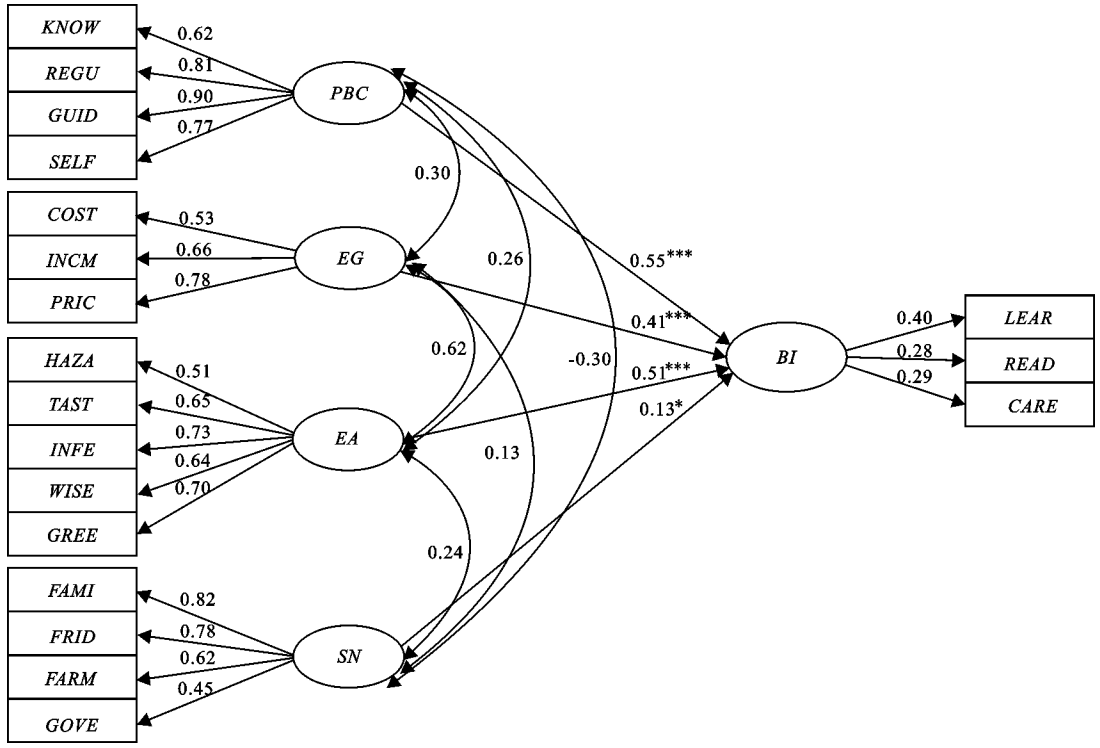 KNOW
0.62
REGU
0.81
PBC
GUID
0.90
SELF
0.77
0.30
COST
0.53
INCM
0.66
EG
PRIC
0.78
0.26
0.55***
0.41***
0.62
-0.30
0.51***
0.13*
BI
0.40
LEAR
0.28
READ
0.29
CARE
HAZA
0.51
TAST
0.65
INFE
0.73
EA
WISE
0.64
GREE
0.70
0.13
0.24
FAMI
0.82
FRID
0.78
SN
FARM
0.62
GOVE
0.45